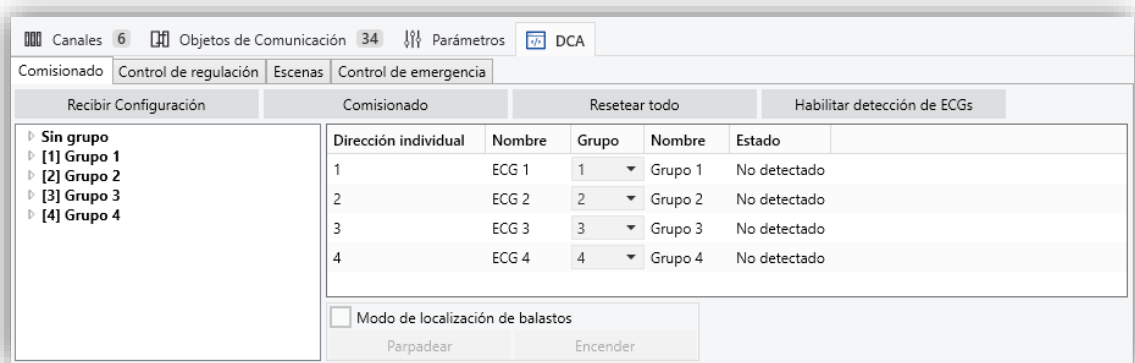 Canales 6 Objetos de Comunicación 34 Parámetros DCA
Comisionado Control de regulación Escenas Control de emergencia
Recibir Configuración Comisionado Resetear todo Habilitar detección de ECGs
Sin grupo
[1] Grupo 1
[2] Grupo 2
[3] Grupo 3
[4] Grupo 4
Dirección individual Nombre Grupo Nombre Estado
1 ECG 1 1 Grupo 1 No detectado
2 ECG 2 2 Grupo 2 No detectado
3 ECG 3 3 Grupo 3 No detectado
4 ECG 4 4 Grupo 4 No detectado
Modo de localización de balastos
Parpadear Encender